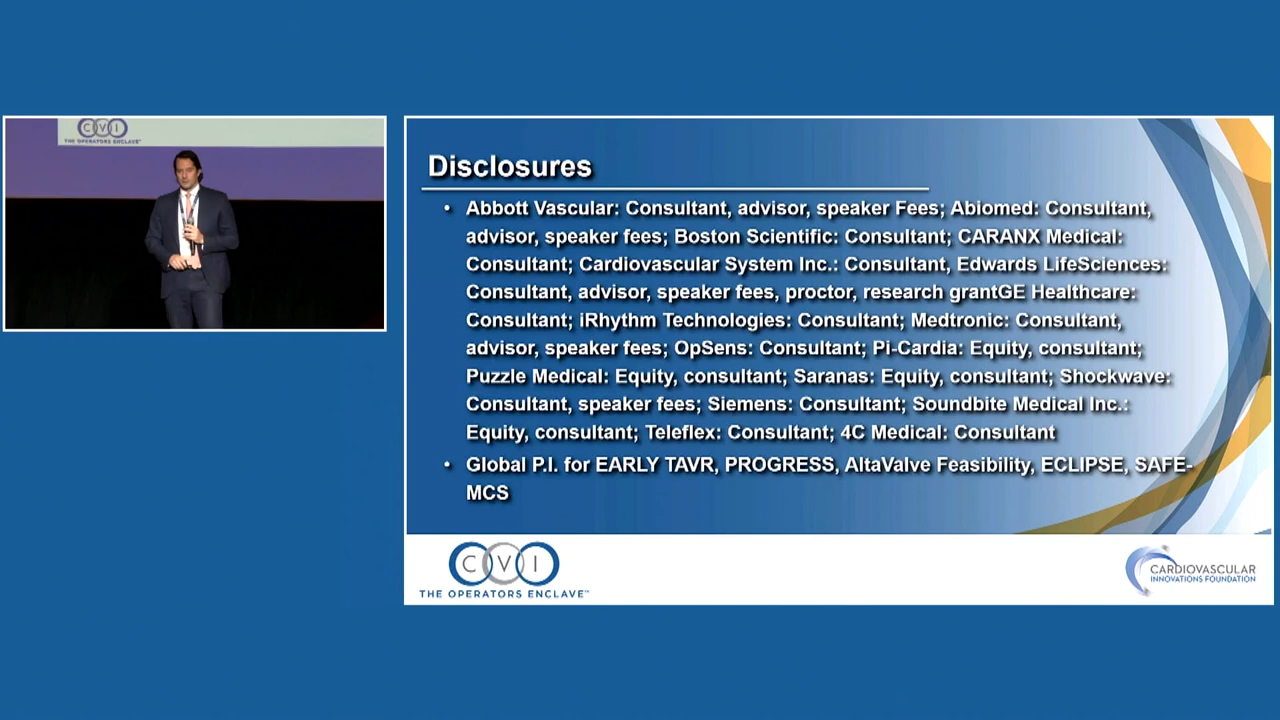 CVI
THE OPERATORS ENCLAVE™
Disclosures
• Abbott Vascular: Consultant, advisor, speaker Fees; Abiomed: Consultant,
advisor, speaker fees; Boston Scientific: Consultant; CARANX Medical:
Consultant; Cardiovascular System Inc.: Consultant, Edwards LifeSciences:
Consultant, advisor, speaker fees, proctor, research grantGE Healthcare:
Consultant; iRhythm Technologies: Consultant; Medtronic: Consultant,
advisor, speaker fees; OpSens: Consultant; Pi-Cardia: Equity, consultant;
Puzzle Medical: Equity, consultant; Saranas: Equity, consultant; Shockwave:
Consultant, speaker fees; Siemens: Consultant; Soundbite Medical Inc.:
Equity, consultant; Teleflex: Consultant; 4C Medical: Consultant
• Global P.I. for EARLY TAVR, PROGRESS, AltaValve Feasibility, ECLIPSE, SAFE-
MCS
CVI
THE OPERATORS ENCLAVE™
CARDIOVASCULAR
INNOVATIONS FOUNDATION